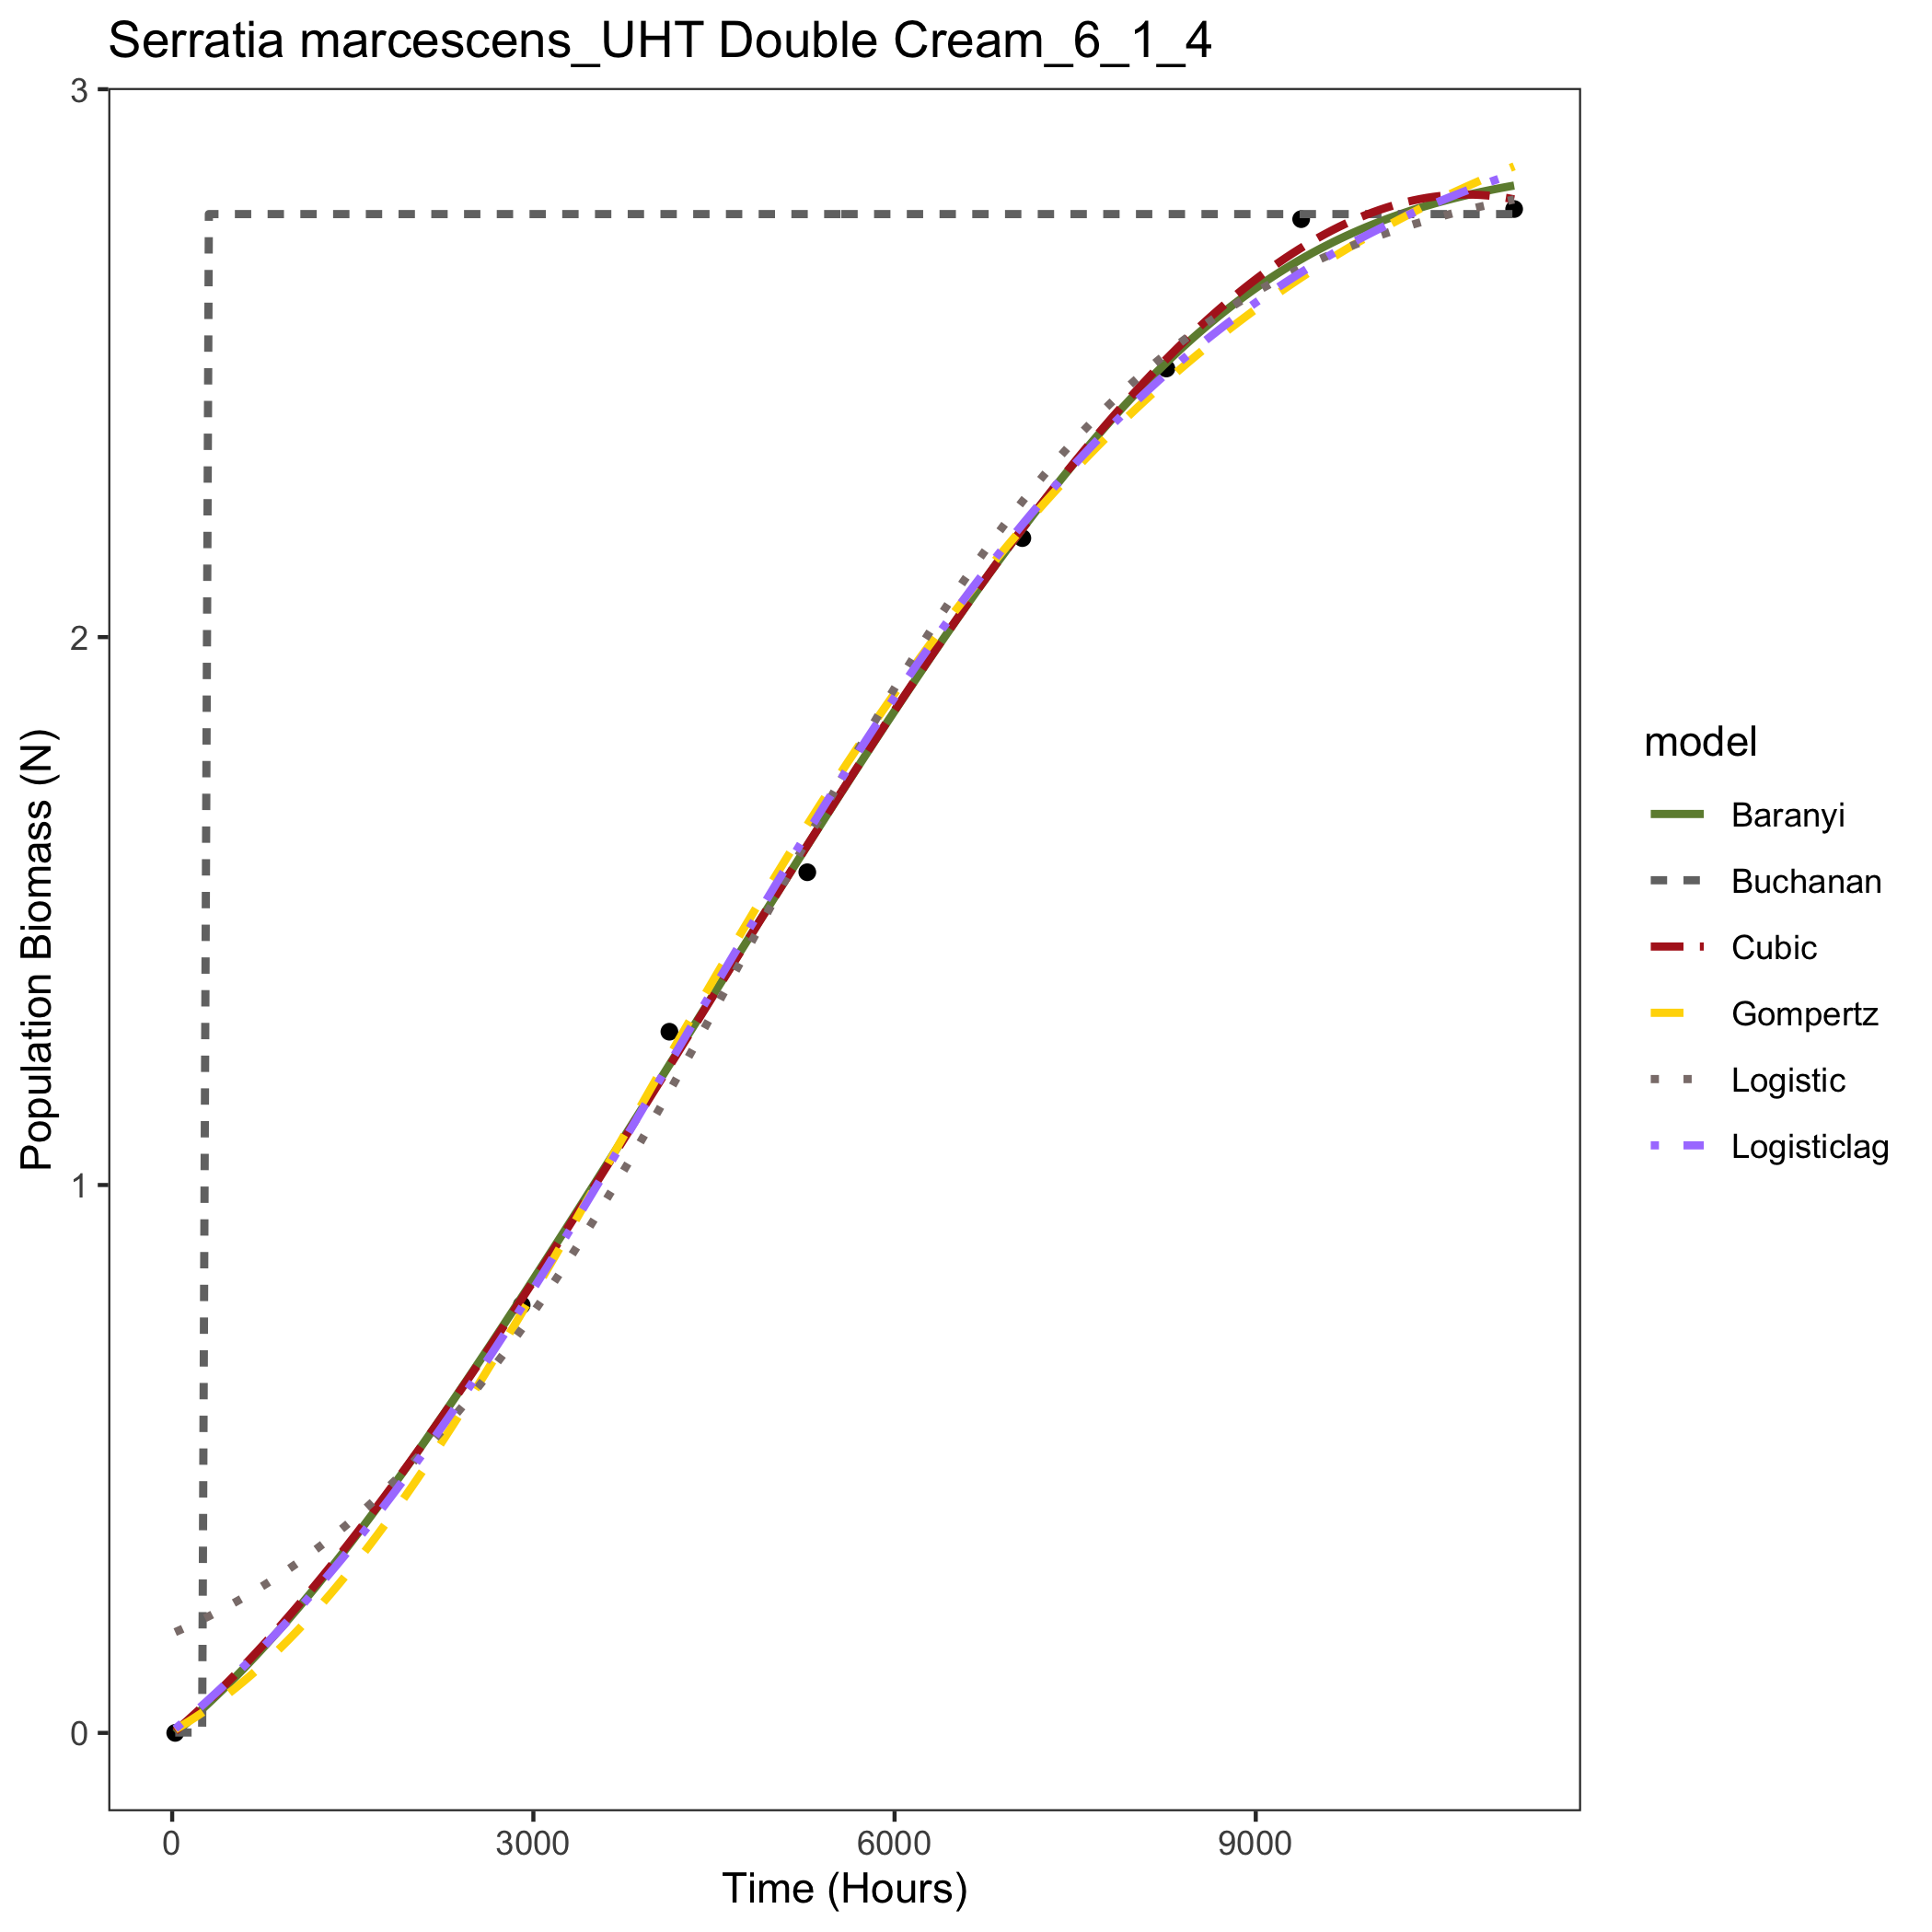 Serratia marcescens_UHT Double Cream_6_1_4
3
2
1
0
Population Biomass (N)
0 3000 6000 9000
Time (Hours)
model
Baranyi
Buchanan
Cubic
Gompertz
Logistic
Logisticlag